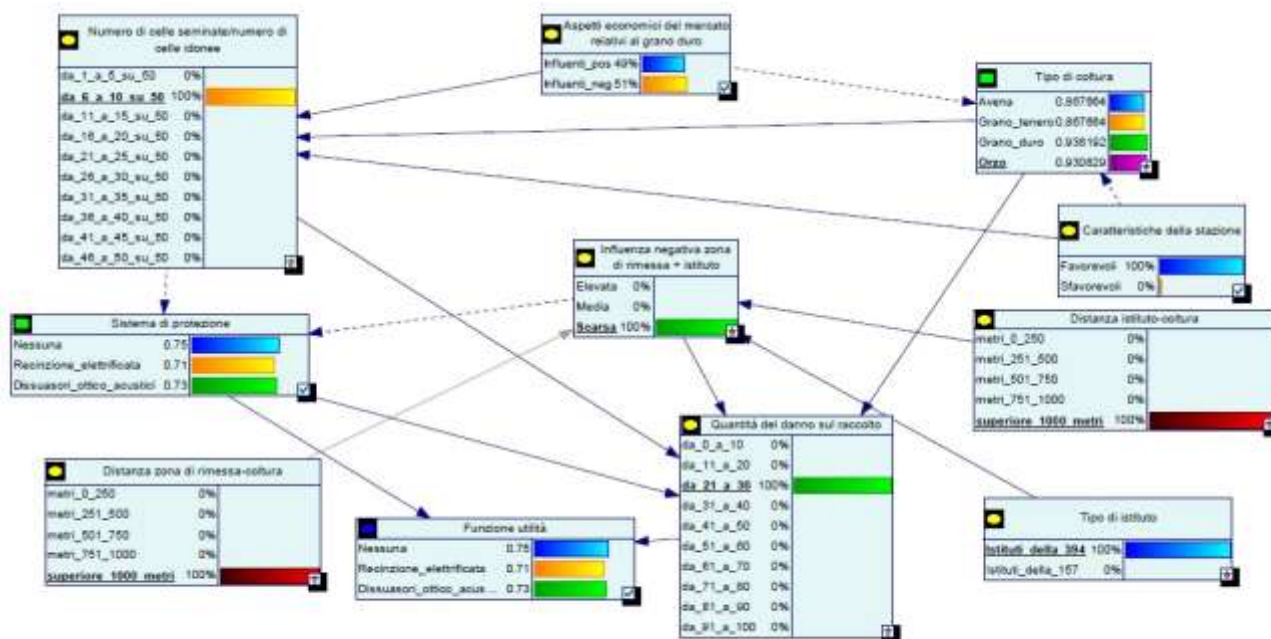 Numero di celle seminate/numero di
celle idonee
da_1_a_5_su_50 0%
da_6_a_10_su_50 100%
da_11_a_15_su_50 0%
da_16_a_20_su_50 0%
da_21_a_25_su_50 0%
da_26_a_30_su_50 0%
da_31_a_35_su_50 0%
da_36_a_40_su_50 0%
da_41_a_45_su_50 0%
da_46_a_50_su_50 0%
Aspetti economici del mercato
relativi al grano duro
Influenti_pos 49%
Influenti_neg 51%
Tipo di coltura
Avena 0.867664
Grano_tenero 0.867664
Grano_duro 0.936192
Orzo 0.930829
Caratteristiche della stazione
Favorevoli 100%
Sfavorevoli 0%
Influenza negativa zona
di rimessa + istituto
Elevata 0%
Media 0%
Scarsa 100%
Sistema di protezione
Nessuna 0.75
Recinzione_elettrificata 0.71
Dissuasori_ottico_acustici 0.73
Distanza istituto-coltura
metri_0_250 0%
metri_251_500 0%
metri_501_750 0%
metri_751_1000 0%
superiore_1000_metri 100%
Quantità del danno sul raccolto
da_0_a_10 0%
da_11_a_20 0%
da_21_a_30 100%
da_31_a_40 0%
da_41_a_50 0%
da_51_a_60 0%
da_61_a_70 0%
da_71_a_80 0%
da_81_a_90 0%
da_91_a_100 0%
Distanza zona di rimessa-coltura
metri_0_250 0%
metri_251_500 0%
metri_501_750 0%
metri_751_1000 0%
superiore_1000_metri 100%
Funzione utilità
Nessuna 0.75
Recinzione_elettrificata 0.71
Dissuasori_ottico_acus... 0.73
Tipo di istituto
Istituti_della_394 100%
Istituti_della_157 0%